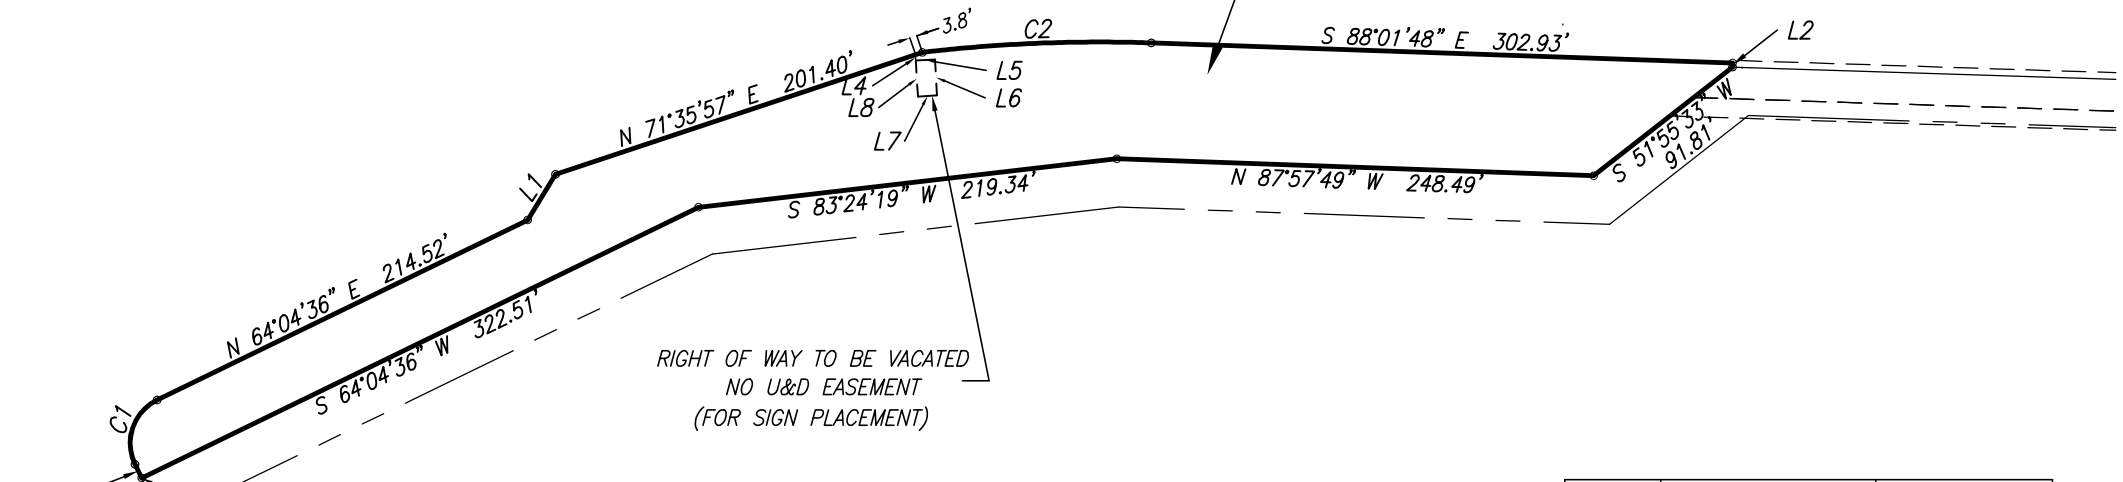 3.8'
C2
S 88°01'48" E 302.93'
L2
N 71°35'57" E 201.40'
L4
L5
L8
L6
L7
S 51°55'33" W
91.81'
L1
S 83°24'19" W 219.34'
N 87°57'49" W 248.49'
N 64°04'36" E 214.52'
S 64°04'36" W 322.51'
C1
RIGHT OF WAY TO BE VACATED
NO U&D EASEMENT
(FOR SIGN PLACEMENT)